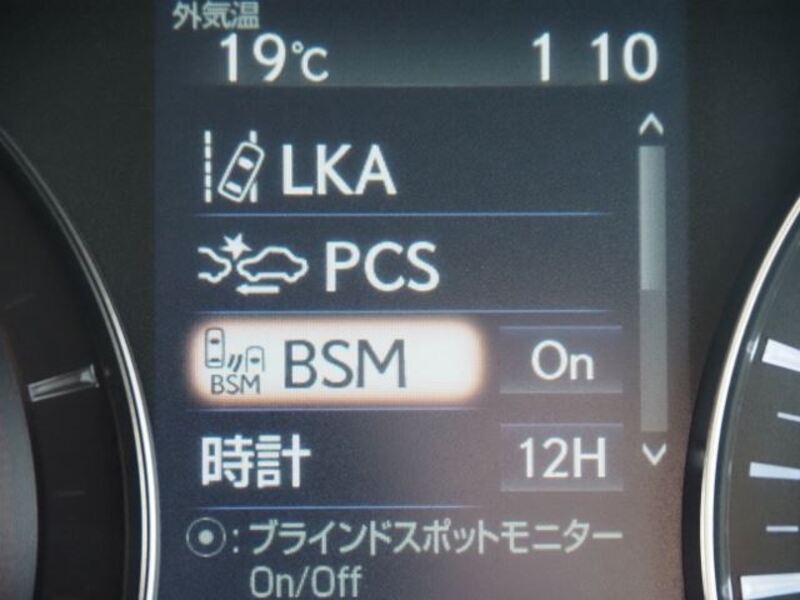 外気温
19℃ 1 10
LKA
PCS
BSM BSM On
時計 12H
⦿:ブラインドスポットモニター
On/Off